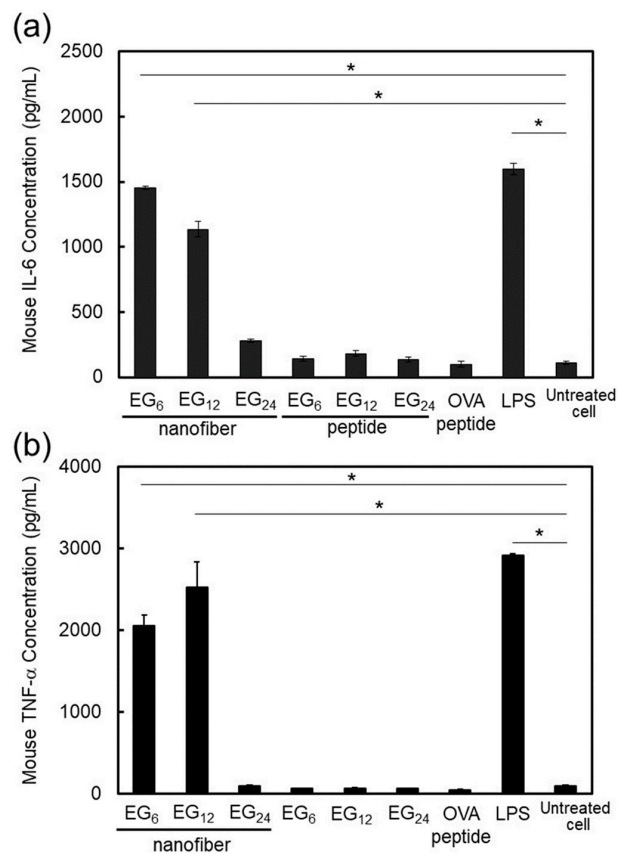 (a)
Mouse IL-6 Concentration (pg/mL)
2500
2000
1500
1000
500
0
*
*
*
EG6 EG12 EG24 EG6 EG12 EG24 OVA peptide LPS Untreated cell
nanofiber peptide
(b)
Mouse TNF-α Concentration (pg/mL)
4000
3000
2000
1000
0
*
*
*
EG6 EG12 EG24 EG6 EG12 EG24 OVA peptide LPS Untreated cell
nanofiber